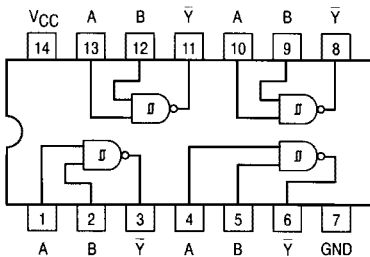 VCC A B Y̅ A B Y̅
14 13 12 11 10 9 8
1 2 3 4 5 6 7
A B Y̅ A B Y̅ GND